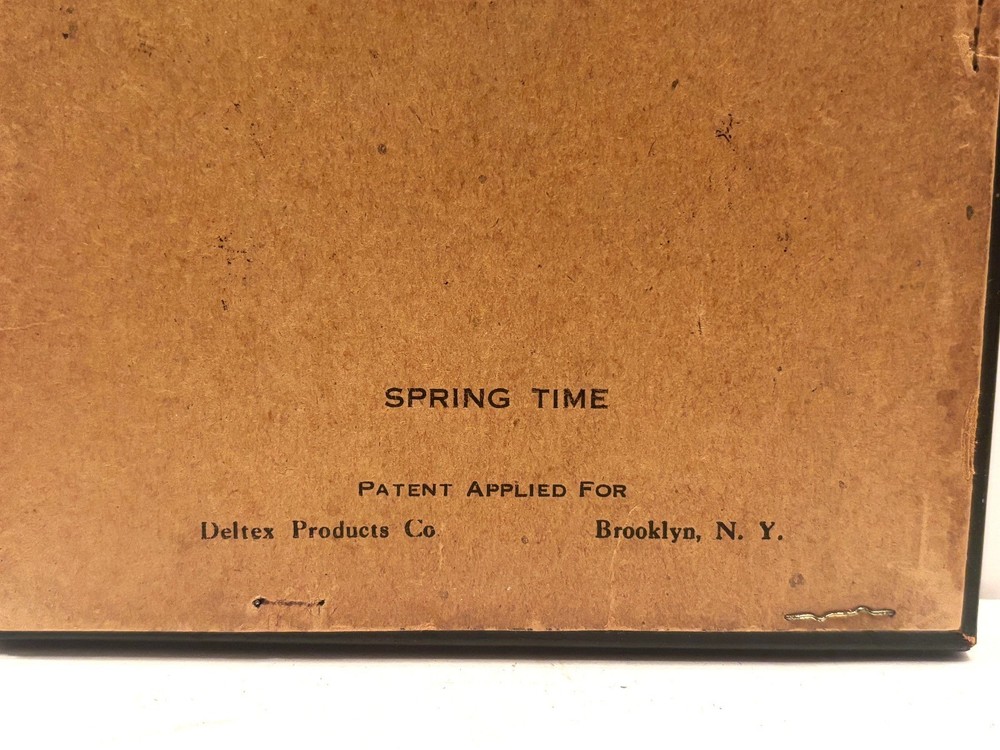 SPRING TIME
PATENT APPLIED FOR
Deltex Products Co. Brooklyn, N. Y.